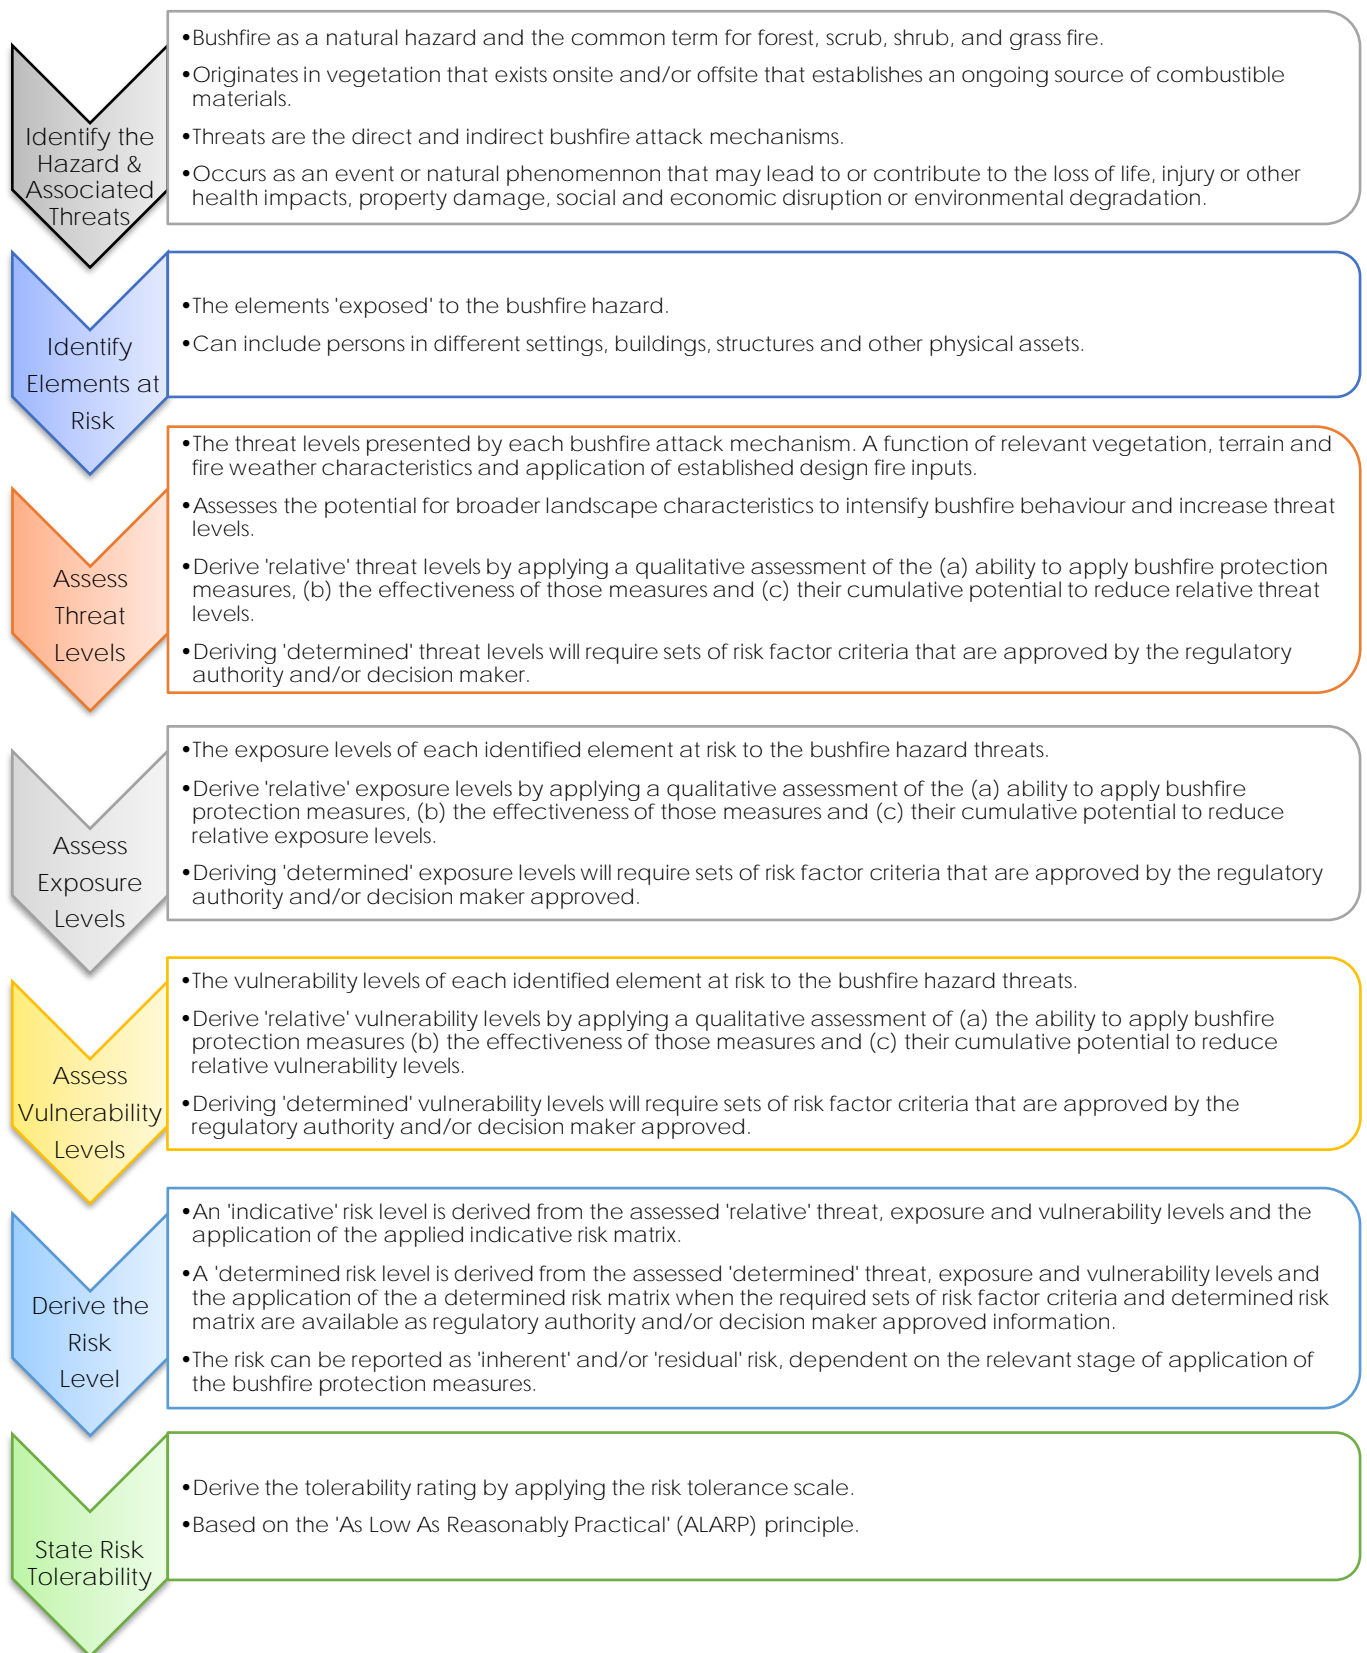 Identify the
Hazard &
Associated
Threats
•Bushfire as a natural hazard and the common term for forest, scrub, shrub, and grass fire.
•Originates in vegetation that exists onsite and/or offsite that establishes an ongoing source of combustible
materials.
•Threats are the direct and indirect bushfire attack mechanisms.
•Occurs as an event or natural phenomennon that may lead to or contribute to the loss of life, injury or other
health impacts, property damage, social and economic disruption or environmental degradation.
Identify
Elements at
Risk
•The elements 'exposed' to the bushfire hazard.
•Can include persons in different settings, buildings, structures and other physical assets.
Assess
Threat
Levels
•The threat levels presented by each bushfire attack mechanism. A function of relevant vegetation, terrain and
fire weather characteristics and application of established design fire inputs.
•Assesses the potential for broader landscape characteristics to intensify bushfire behaviour and increase threat
levels.
•Derive 'relative' threat levels by applying a qualitative assessment of the (a) ability to apply bushfire protection
measures, (b) the effectiveness of those measures and (c) their cumulative potential to reduce relative threat
levels.
•Deriving 'determined' threat levels will require sets of risk factor criteria that are approved by the regulatory
authority and/or decision maker.
Assess
Exposure
Levels
•The exposure levels of each identified element at risk to the bushfire hazard threats.
•Derive 'relative' exposure levels by applying a qualitative assessment of the (a) ability to apply bushfire
protection measures, (b) the effectiveness of those measures and (c) their cumulative potential to reduce
relative exposure levels.
•Deriving 'determined' exposure levels will require sets of risk factor criteria that are approved by the regulatory
authority and/or decision maker approved.
Assess
Vulnerability
Levels
•The vulnerability levels of each identified element at risk to the bushfire hazard threats.
•Derive 'relative' vulnerability levels by applying a qualitative assessment of (a) the ability to apply bushfire
protection measures (b) the effectiveness of those measures and (c) their cumulative potential to reduce
relative vulnerability levels.
•Deriving 'determined' vulnerability levels will require sets of risk factor criteria that are approved by the
regulatory authority and/or decision maker approved.
Derive the
Risk
Level
•An 'indicative' risk level is derived from the assessed 'relative' threat, exposure and vulnerability levels and the
application of the applied indicative risk matrix.
•A 'determined risk level is derived from the assessed 'determined' threat, exposure and vulnerability levels and
the application of the a determined risk matrix when the required sets of risk factor criteria and determined risk
matrix are available as regulatory authority and/or decision maker approved information.
•The risk can be reported as 'inherent' and/or 'residual' risk, dependent on the relevant stage of application of
the bushfire protection measures.
State Risk
Tolerability
•Derive the tolerability rating by applying the risk tolerance scale.
•Based on the 'As Low As Reasonably Practical' (ALARP) principle.